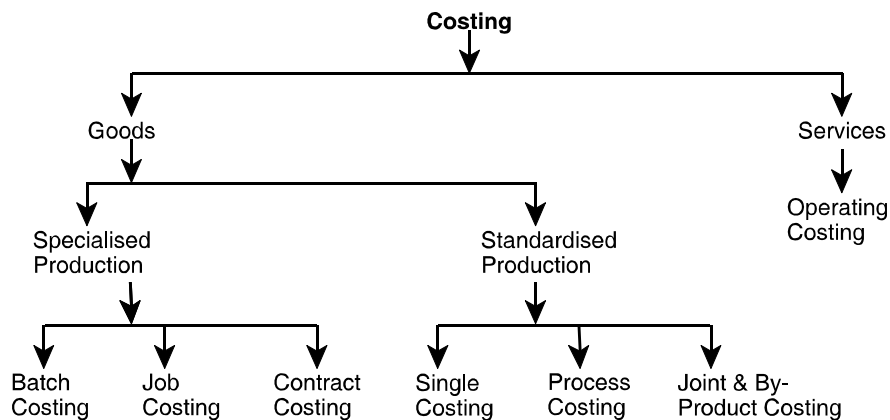 Costing
Goods
Services
Operating
Costing
Specialised
Production
Standardised
Production
Batch
Costing
Job
Costing
Contract
Costing
Single
Costing
Process
Costing
Joint & By-
Product Costing